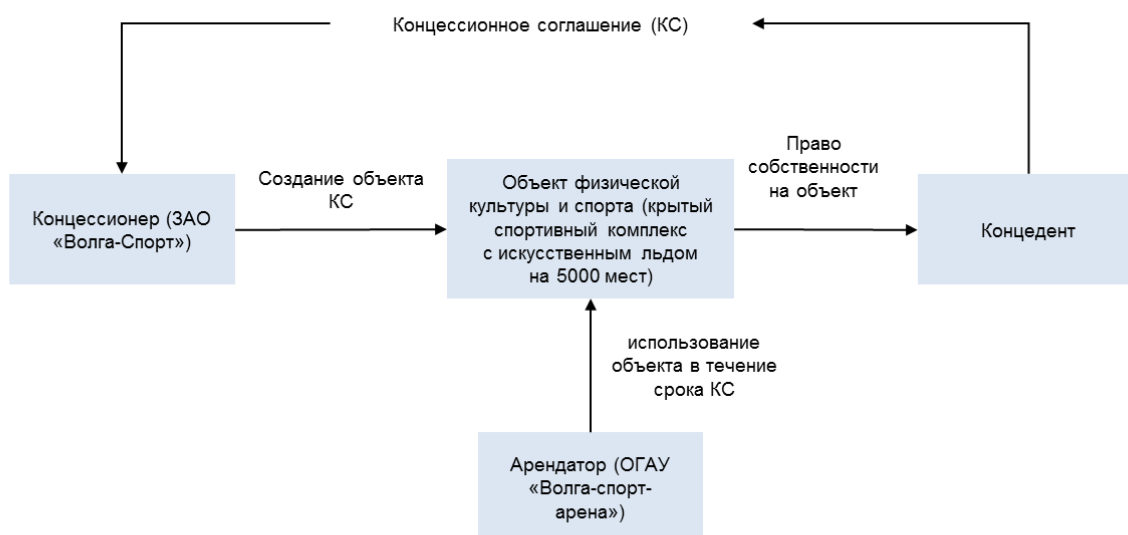 Концессионное соглашение (КС)
Право
собственности
на объект
Создание объекта
КС
Концессионер (ЗАО
«Волга-Спорт»)
Объект физической
культуры и спорта (крытый
спортивный комплекс
с искусственным льдом
на 5000 мест)
Концедент
использование
объекта в течение
срока КС
Арендатор (ОГАУ
«Волга-спорт-
арена»)